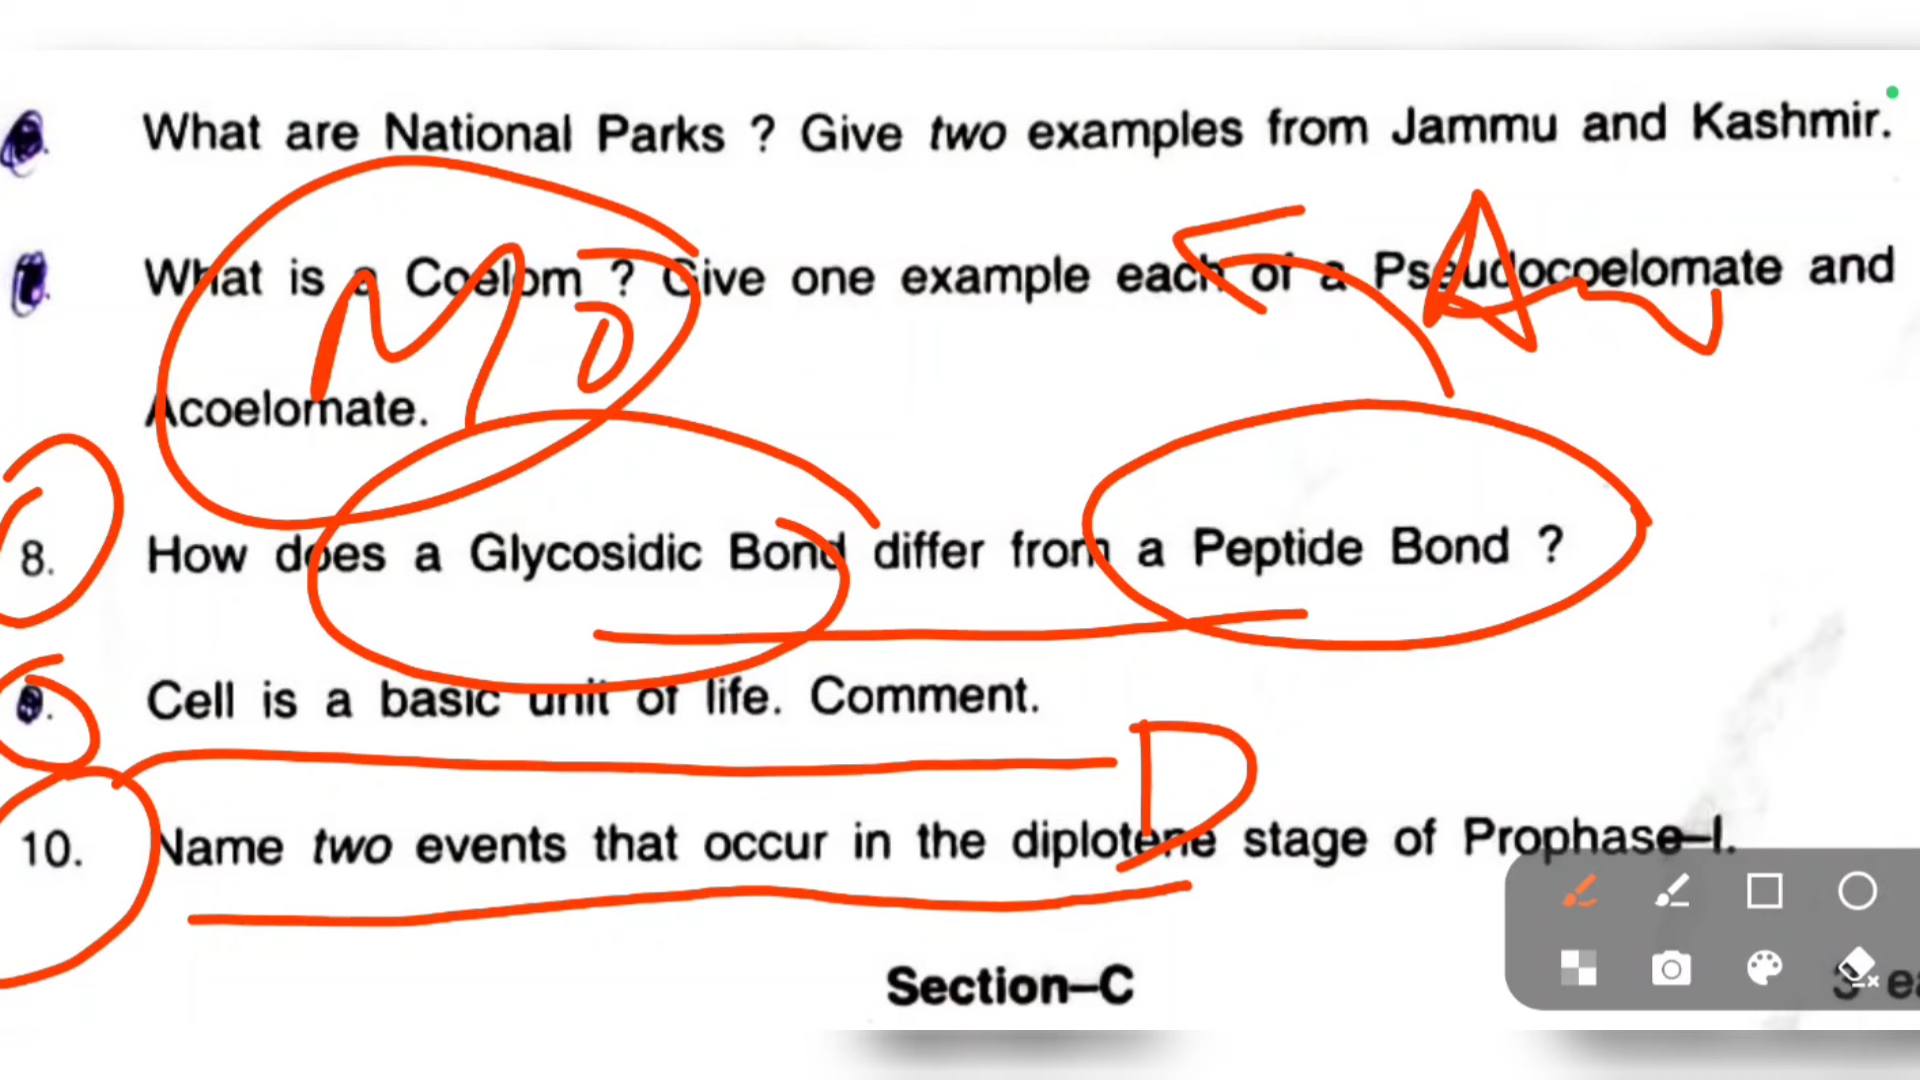 What are National Parks ? Give two examples from Jammu and Kashmir.
What is a Coelom ? Give one example each of a Pseudocoelomate and
Acoelomate.
8. How does a Glycosidic Bond differ from a Peptide Bond ?
Cell is a basic unit of life. Comment.
D
10. Name two events that occur in the diplotene stage of Prophase–I.
Section–C